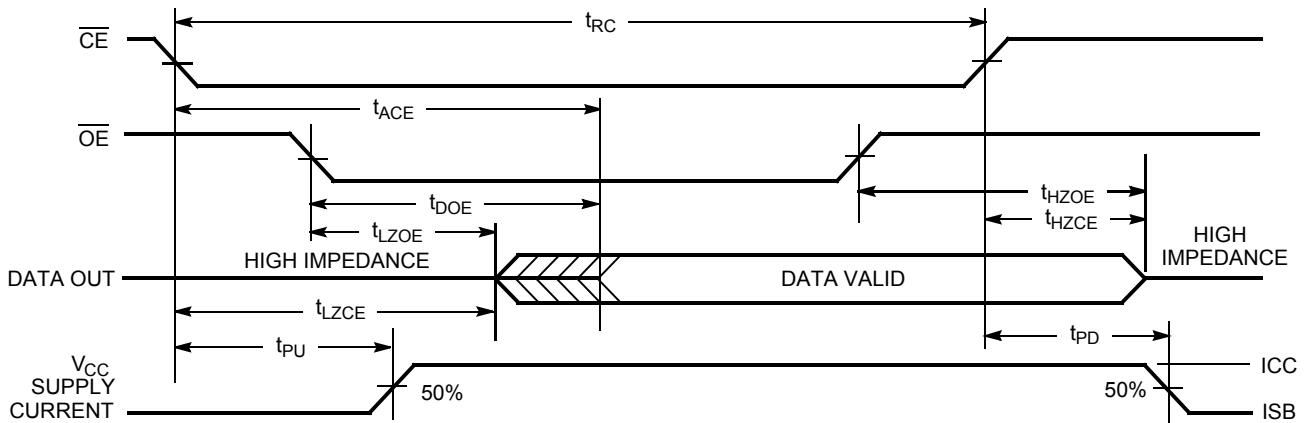 tRC
CE
tACE
OE
tHZOE
tDOE
tHZCE
tLZOE
HIGH
IMPEDANCE
HIGH IMPEDANCE
DATA OUT
DATA VALID
tLZCE
tPU
tPD
VCC
SUPPLY
CURRENT
50%
50%
ICC
ISB